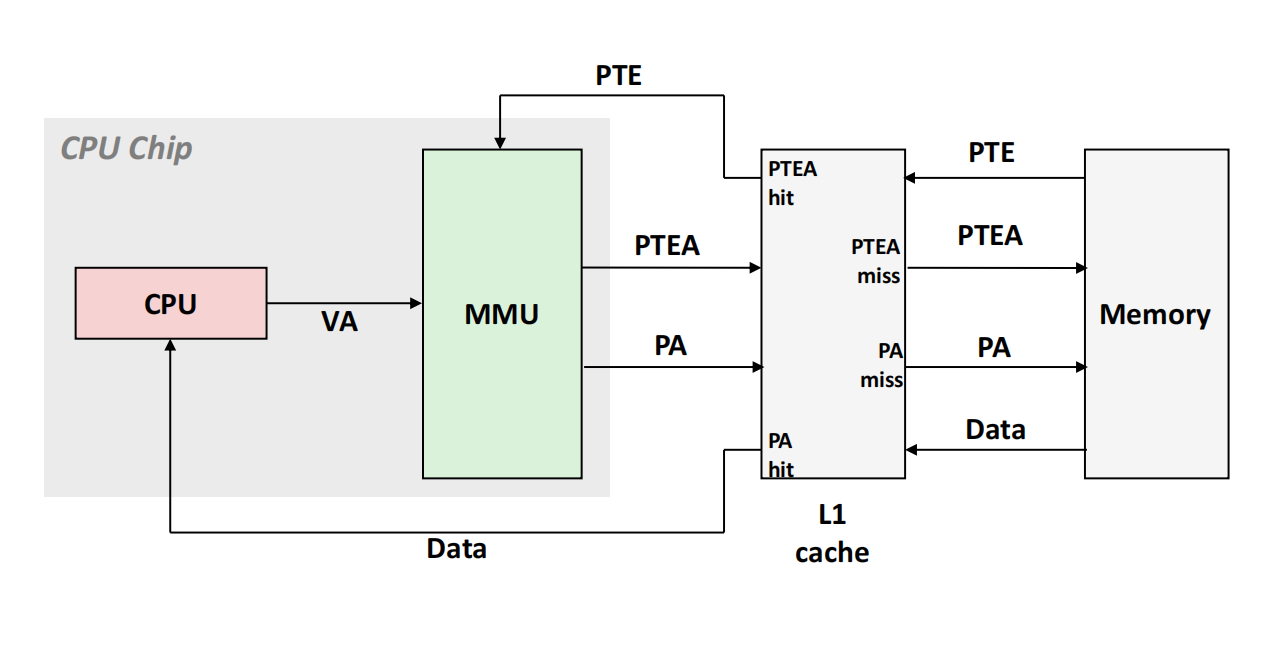 PTE
CPU Chip
PTEA
hit
PTE
PTEA
PTEA
miss
PTEA
CPU
VA
MMU
Memory
PA
PA
miss
PA
PA
hit
Data
L1
cache
Data